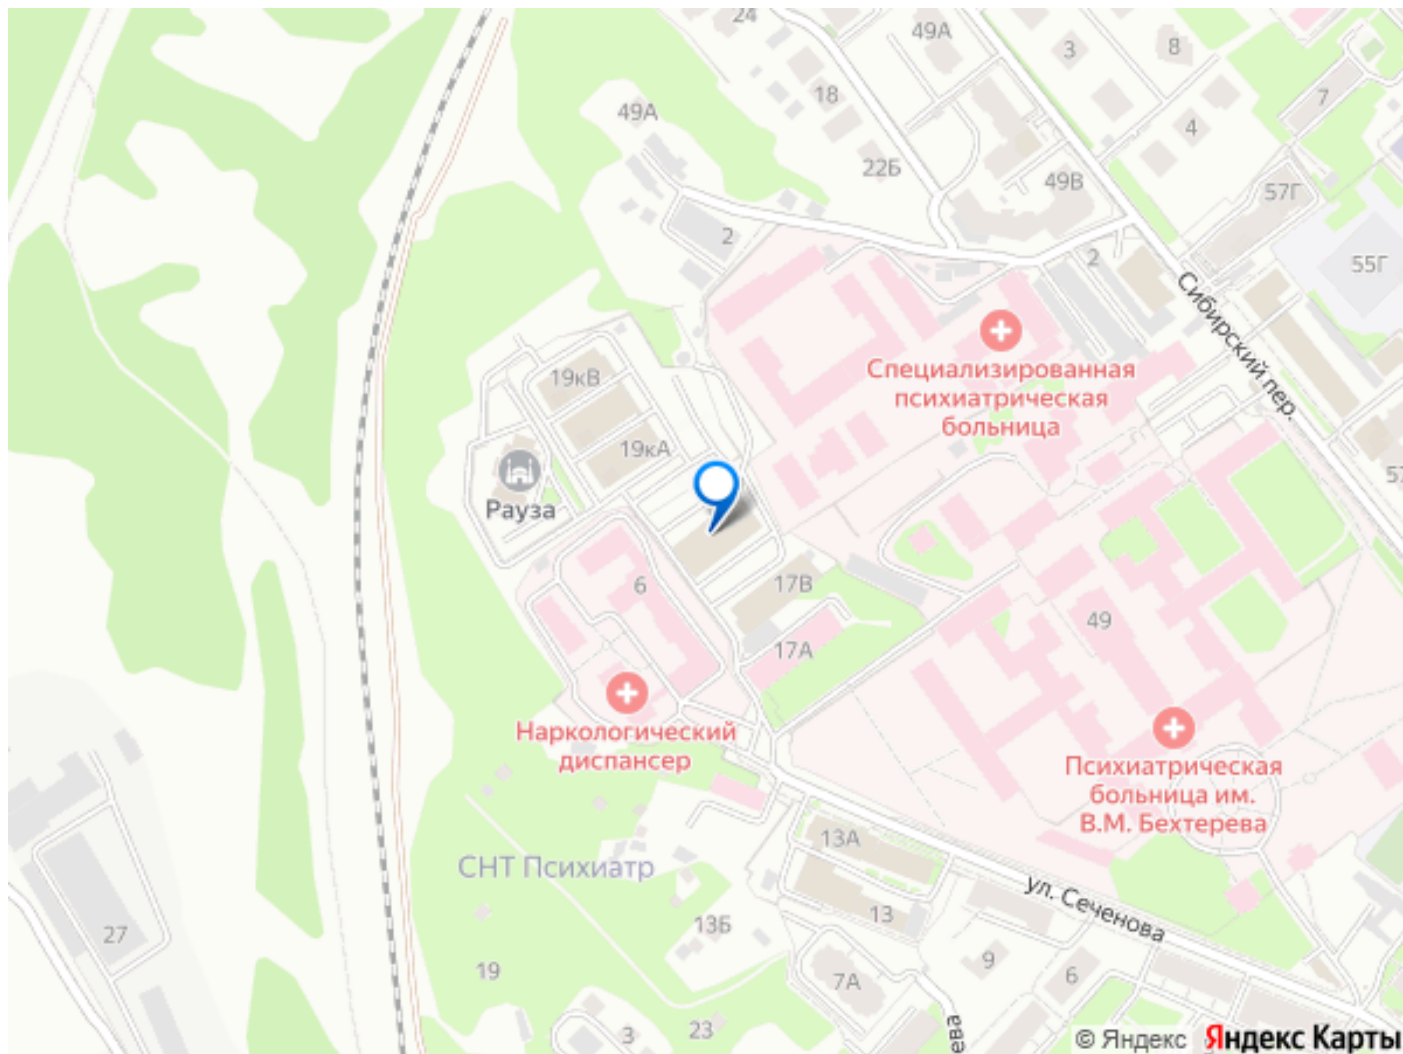 24
49А
3
8
7
4
18
49А
22Б
49В
57Г
2
2
55Г
Сибирский пер.
Специализированная
психиатрическая
больница
19кВ
19кА
Рауза
57
6
17В
17А
49
Наркологический
диспансер
Психиатрическая
больница им.
В.М. Бехтерева
13А
СНТ Психиатр
ул. Сеченова
13
13Б
27
19
9
6
7А
3
23
ева
© Яндекс Яндекс Карты